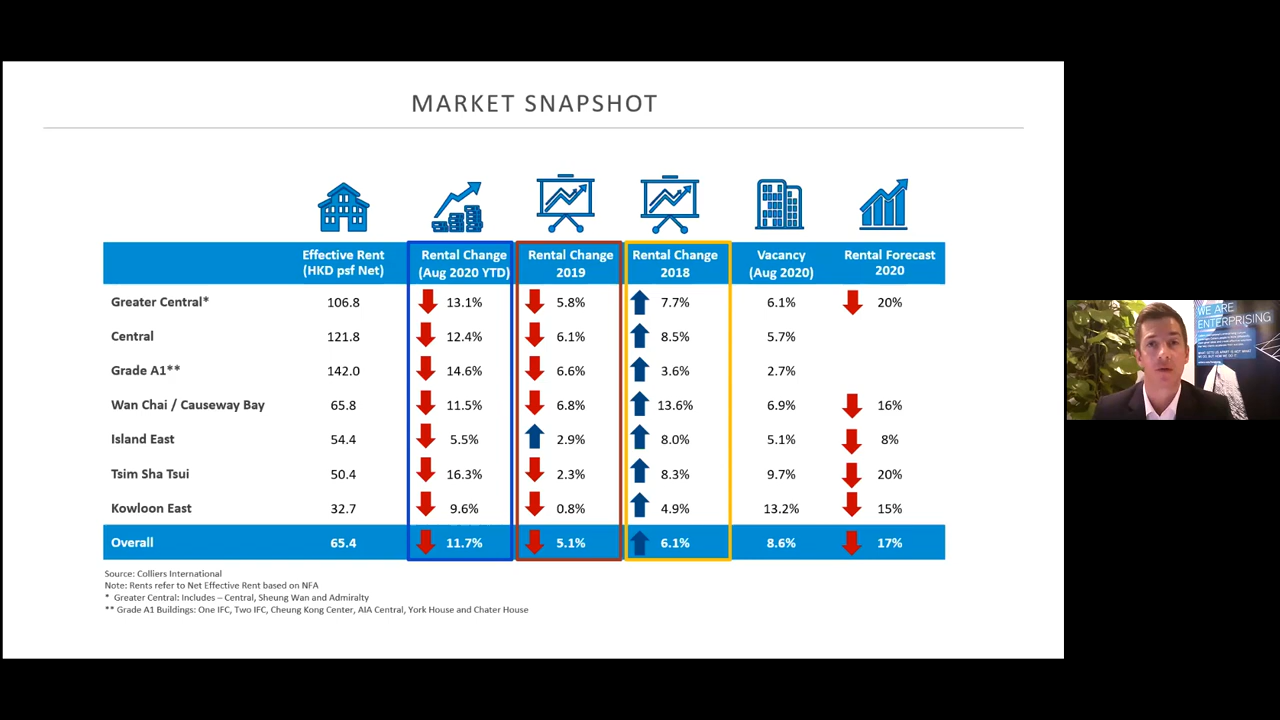 MARKET SNAPSHOT
Effective Rent (HKD psf Net) Rental Change (Aug 2020 YTD) Rental Change 2019 Rental Change 2018 Vacancy (Aug 2020) Rental Forecast 2020
Greater Central* 106.8 13.1% 5.8% 7.7% 6.1% 20%
Central 121.8 12.4% 6.1% 8.5% 5.7%
Grade A1** 142.0 14.6% 6.6% 3.6% 2.7%
Wan Chai / Causeway Bay 65.8 11.5% 6.8% 13.6% 6.9% 16%
Island East 54.4 5.5% 2.9% 8.0% 5.1% 8%
Tsim Sha Tsui 50.4 16.3% 2.3% 8.3% 9.7% 20%
Kowloon East 32.7 9.6% 0.8% 4.9% 13.2% 15%
Overall 65.4 11.7% 5.1% 6.1% 8.6% 17%
Source: Colliers International
Note: Rents refer to Net Effective Rent based on NFA
* Greater Central: Includes – Central, Sheung Wan and Admiralty
** Grade A1 Buildings: One IFC, Two IFC, Cheung Kong Center, AIA Central, York House and Chater House
WE ARE
ENTERPRISING